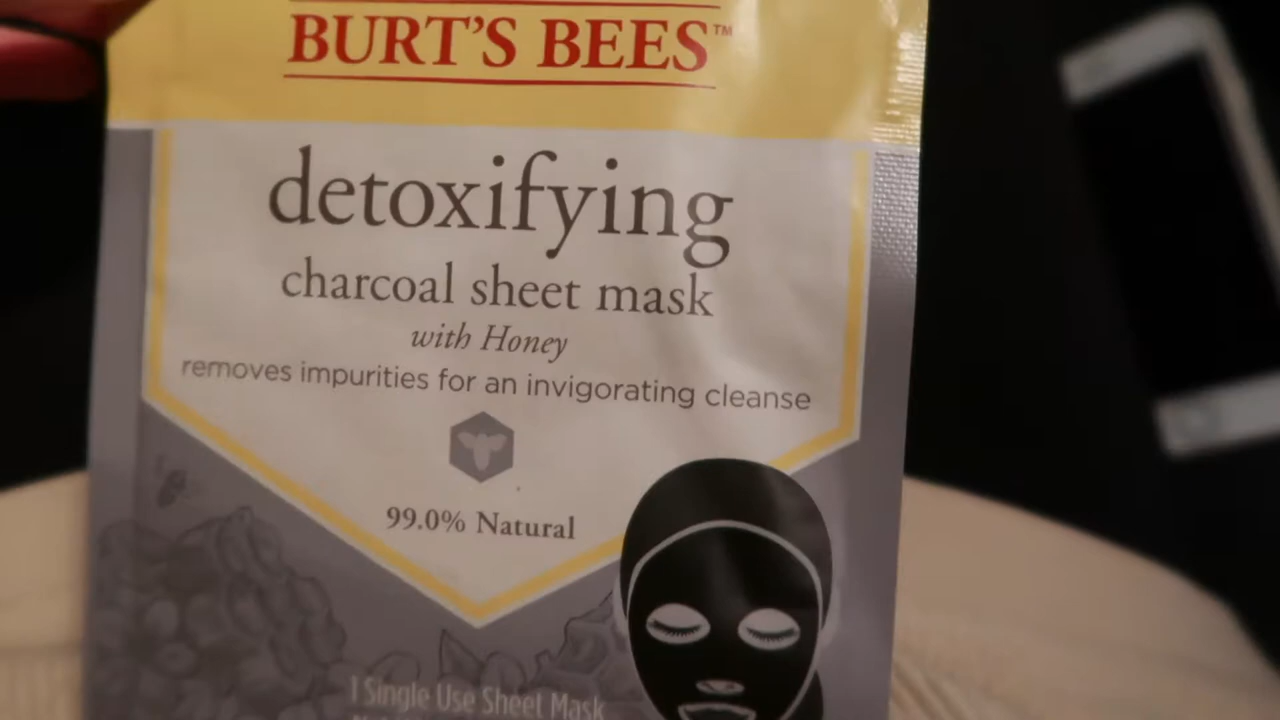 BURT'S BEES™
detoxifying
charcoal sheet mask
with Honey
removes impurities for an invigorating cleanse
99.0% Natural
1 Single Use Sheet Mask